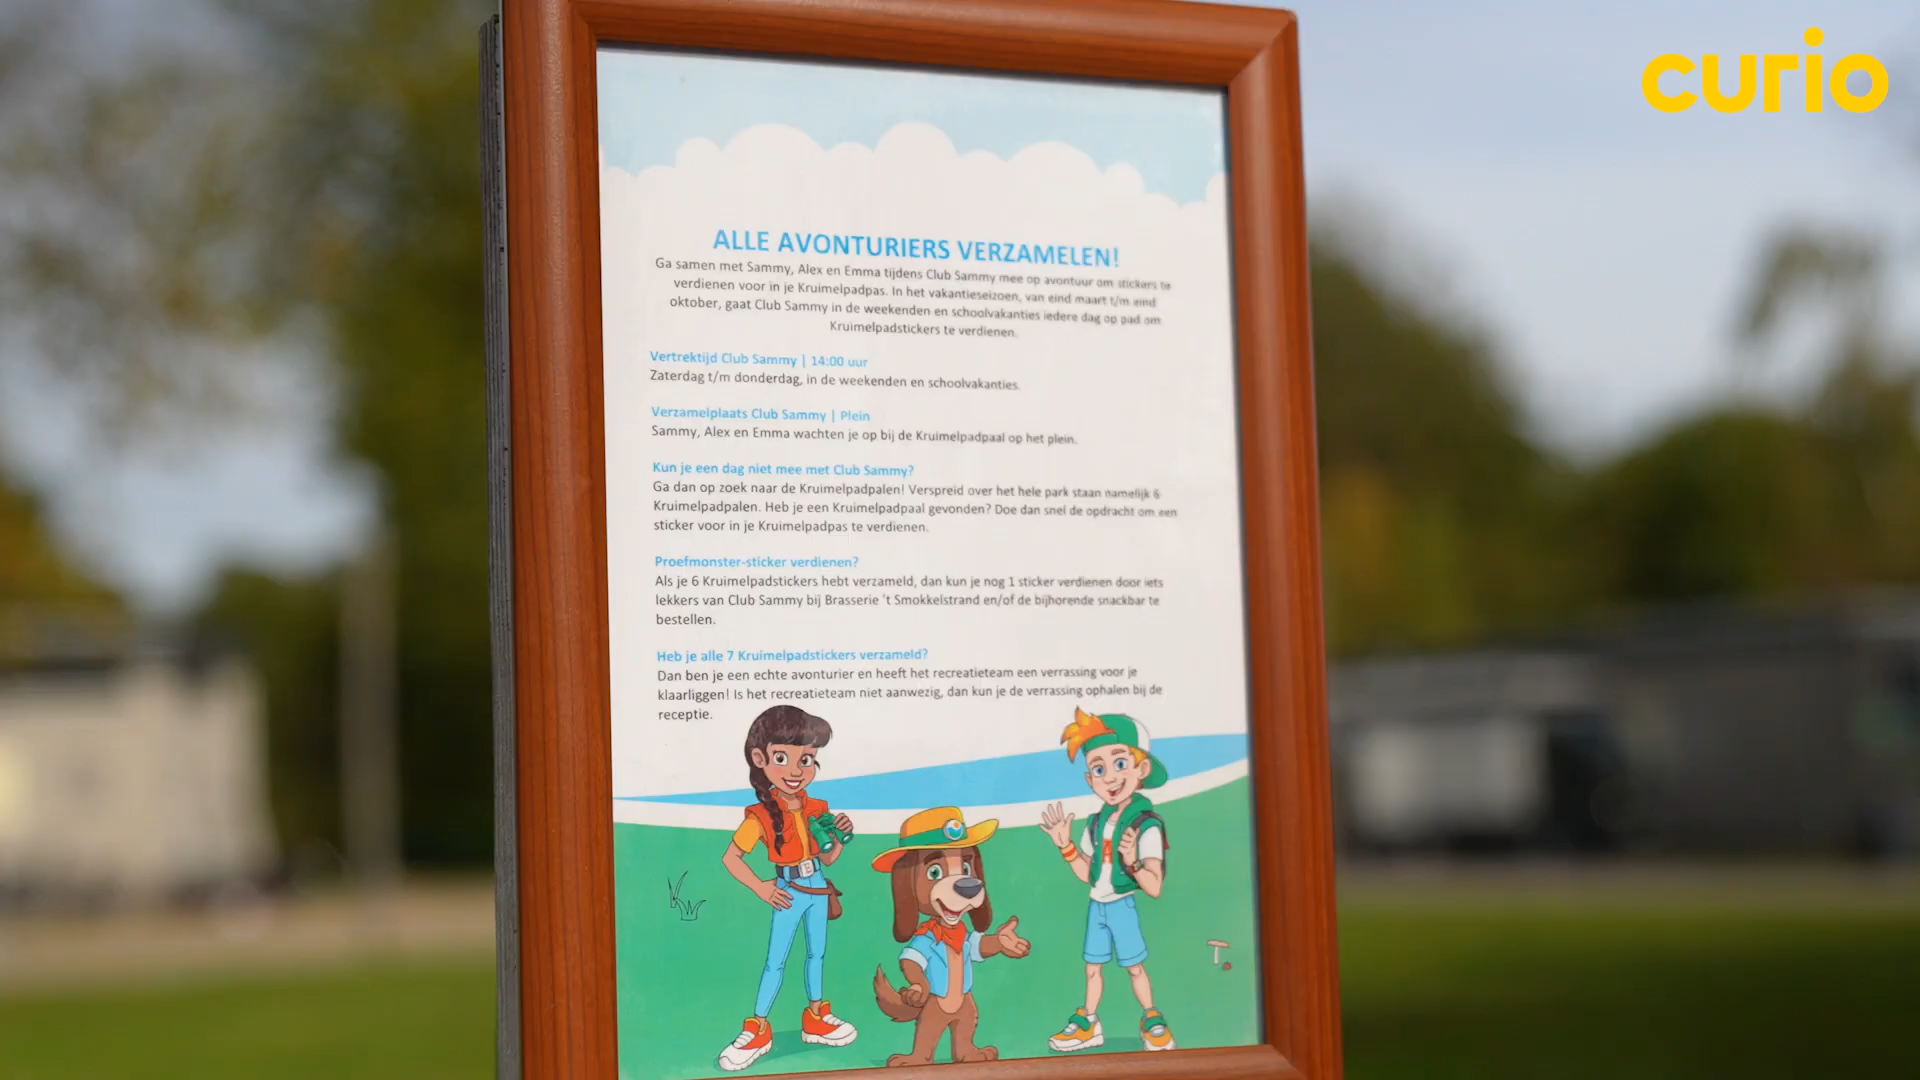 curio
ALLE AVONTURIERS VERZAMELEN!
Ga samen met Sammy, Alex en Emma tijdens Club Sammy mee op avontuur om stickers te
verdienen voor in je Kruimelpadpas. In het vakantieseizoen, van eind maart t/m eind
oktober, gaat Club Sammy in de weekenden en schoolvakanties iedere dag op pad om
Kruimelpadstickers te verdienen.
Vertrektijd Club Sammy | 14:00 uur
Zaterdag t/m donderdag, in de weekenden en schoolvakanties.
Verzamelplaats Club Sammy | Plein
Sammy, Alex en Emma wachten je op bij de Kruimelpadpaal op het plein.
Kun je een dag niet mee met Club Sammy?
Ga dan op zoek naar de Kruimelpadpalen! Verspreid over het hele park staan namelijk 6
Kruimelpadpalen. Heb je een Kruimelpadpaal gevonden? Doe dan snel de opdracht om een
sticker voor in je Kruimelpadpas te verdienen.
Proefmonster-sticker verdienen?
Als je 6 Kruimelpadstickers hebt verzameld, dan kun je nog 1 sticker verdienen door iets
lekkers van Club Sammy bij Brasserie 't Smokkelstrand en/of de bijhorende snackbar te
bestellen.
Heb je alle 7 Kruimelpadstickers verzameld?
Dan ben je een echte avonturier en heeft het recreatieteam een verrassing voor je
klaarliggen! Is het recreatieteam niet aanwezig, dan kun je de verrassing ophalen bij de
receptie.